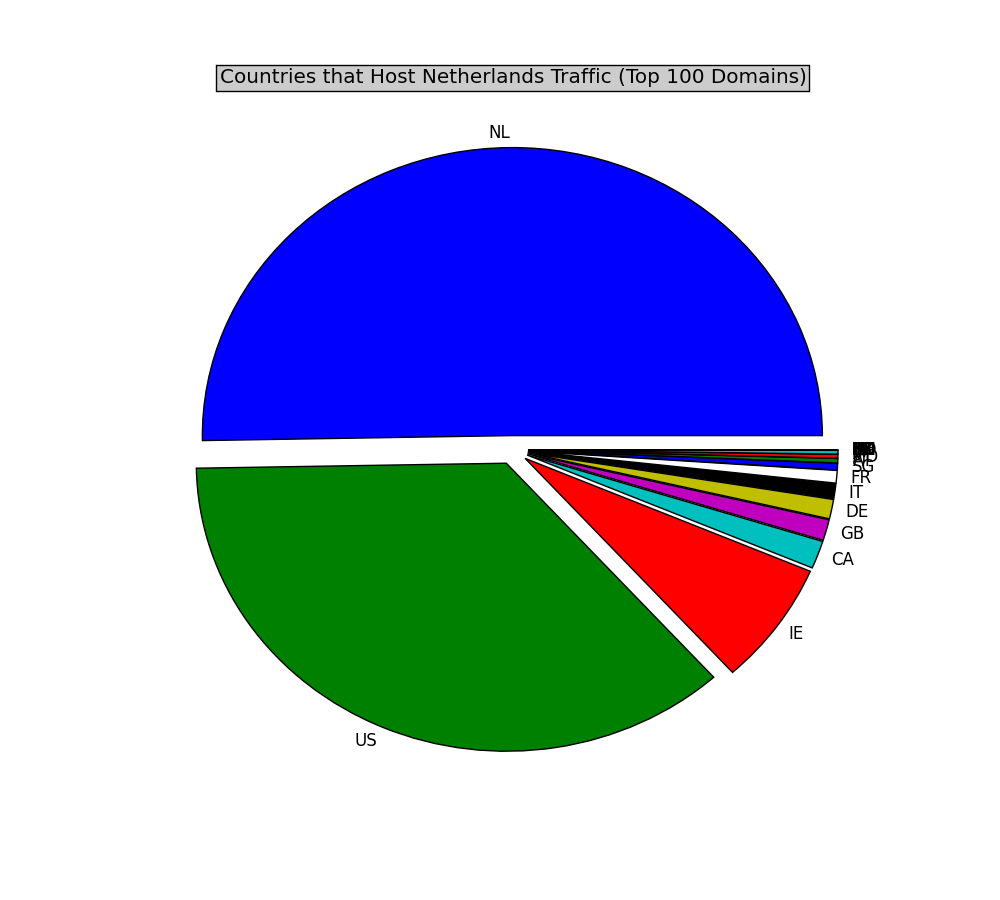 Countries that Host Netherlands Traffic (Top 100 Domains)
NL
SG
FR
IT
DE
GB
CA
IE
US